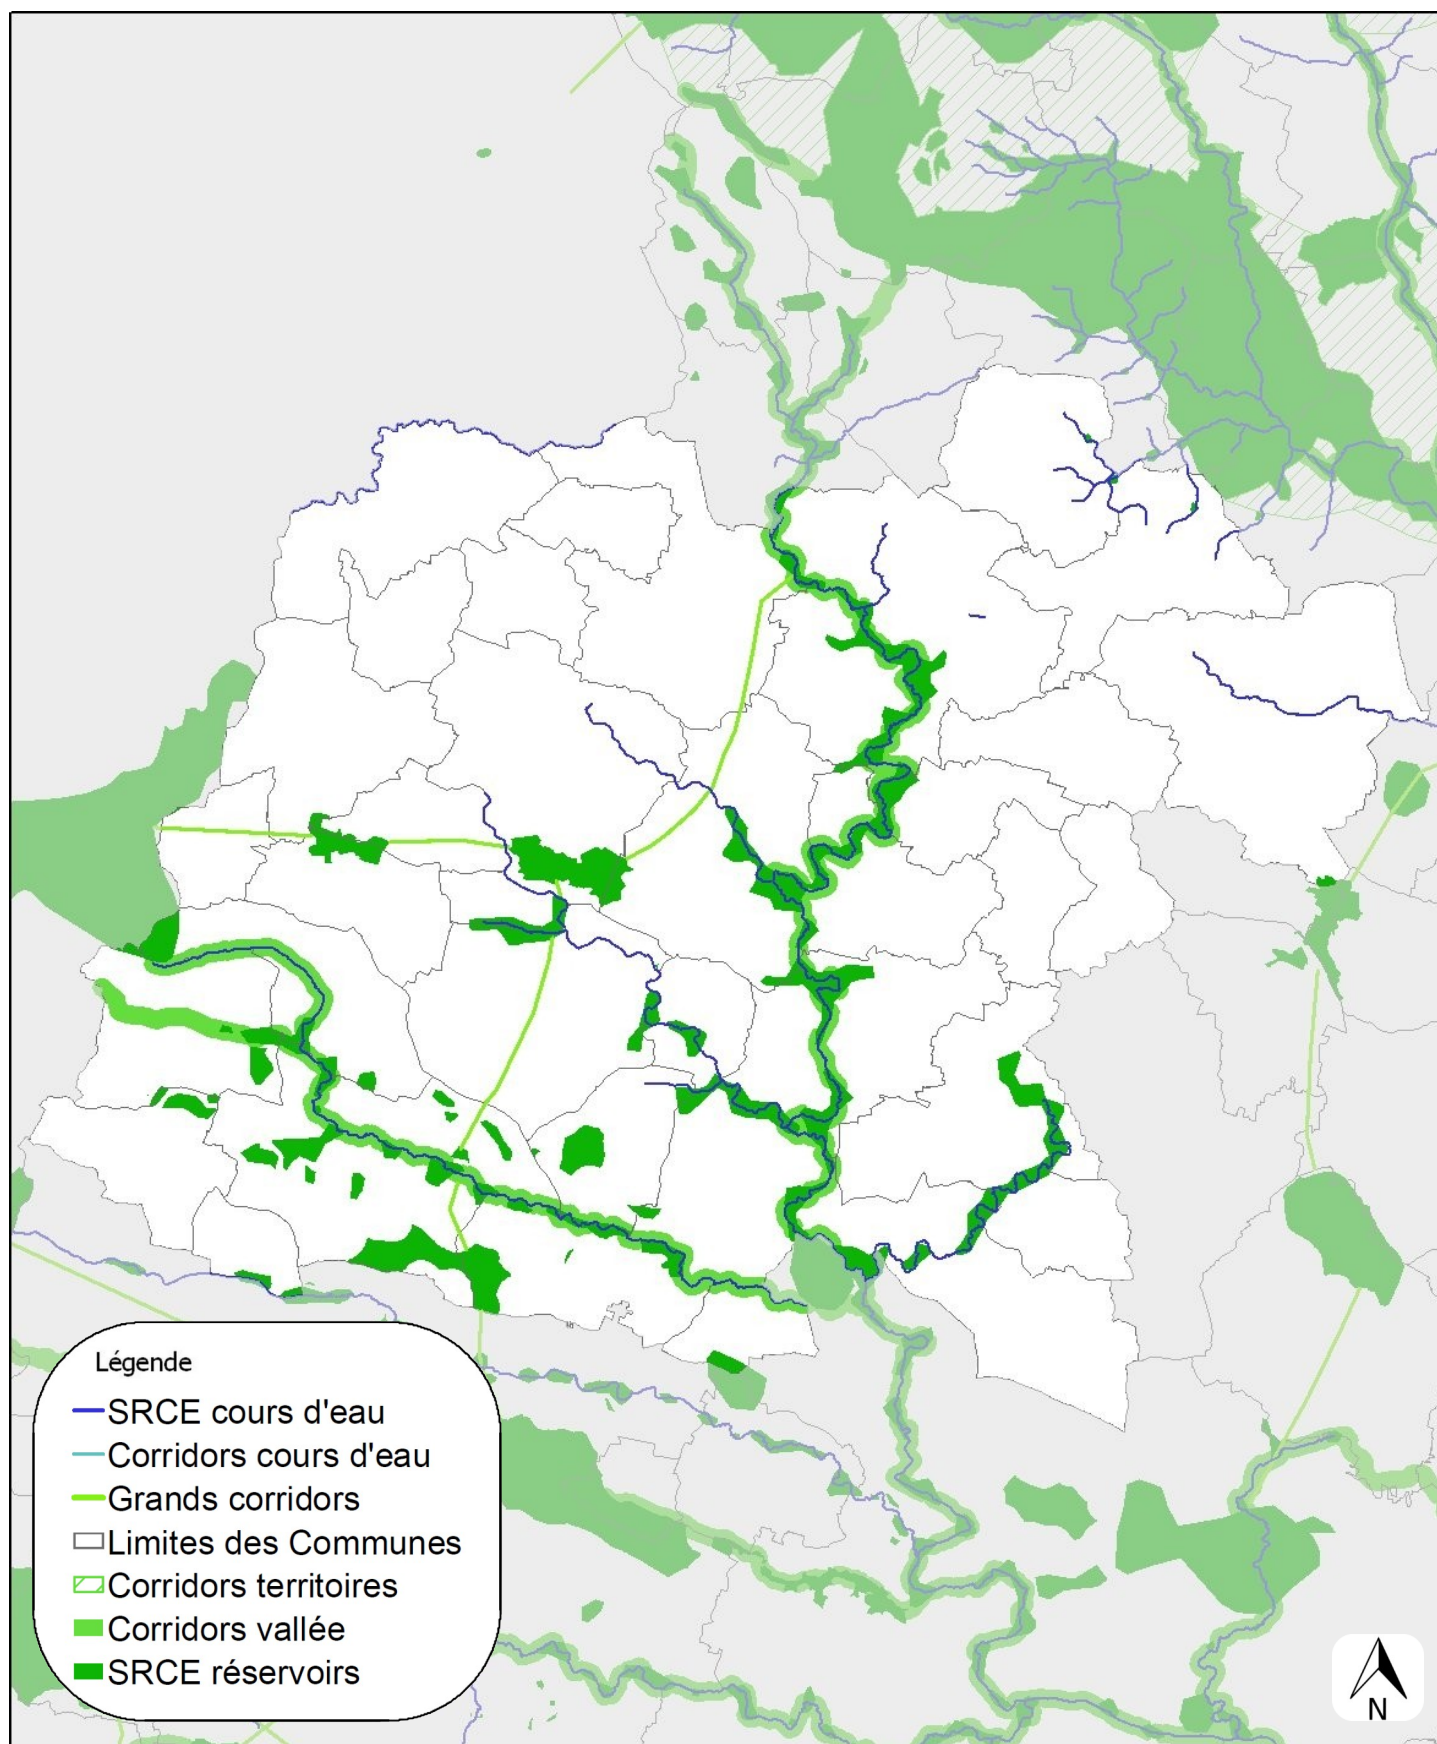 Légende
SRCE cours d'eau
Corridors cours d'eau
Grands corridors
Limites des Communes
Corridors territoires
Corridors vallée
SRCE réservoirs
N